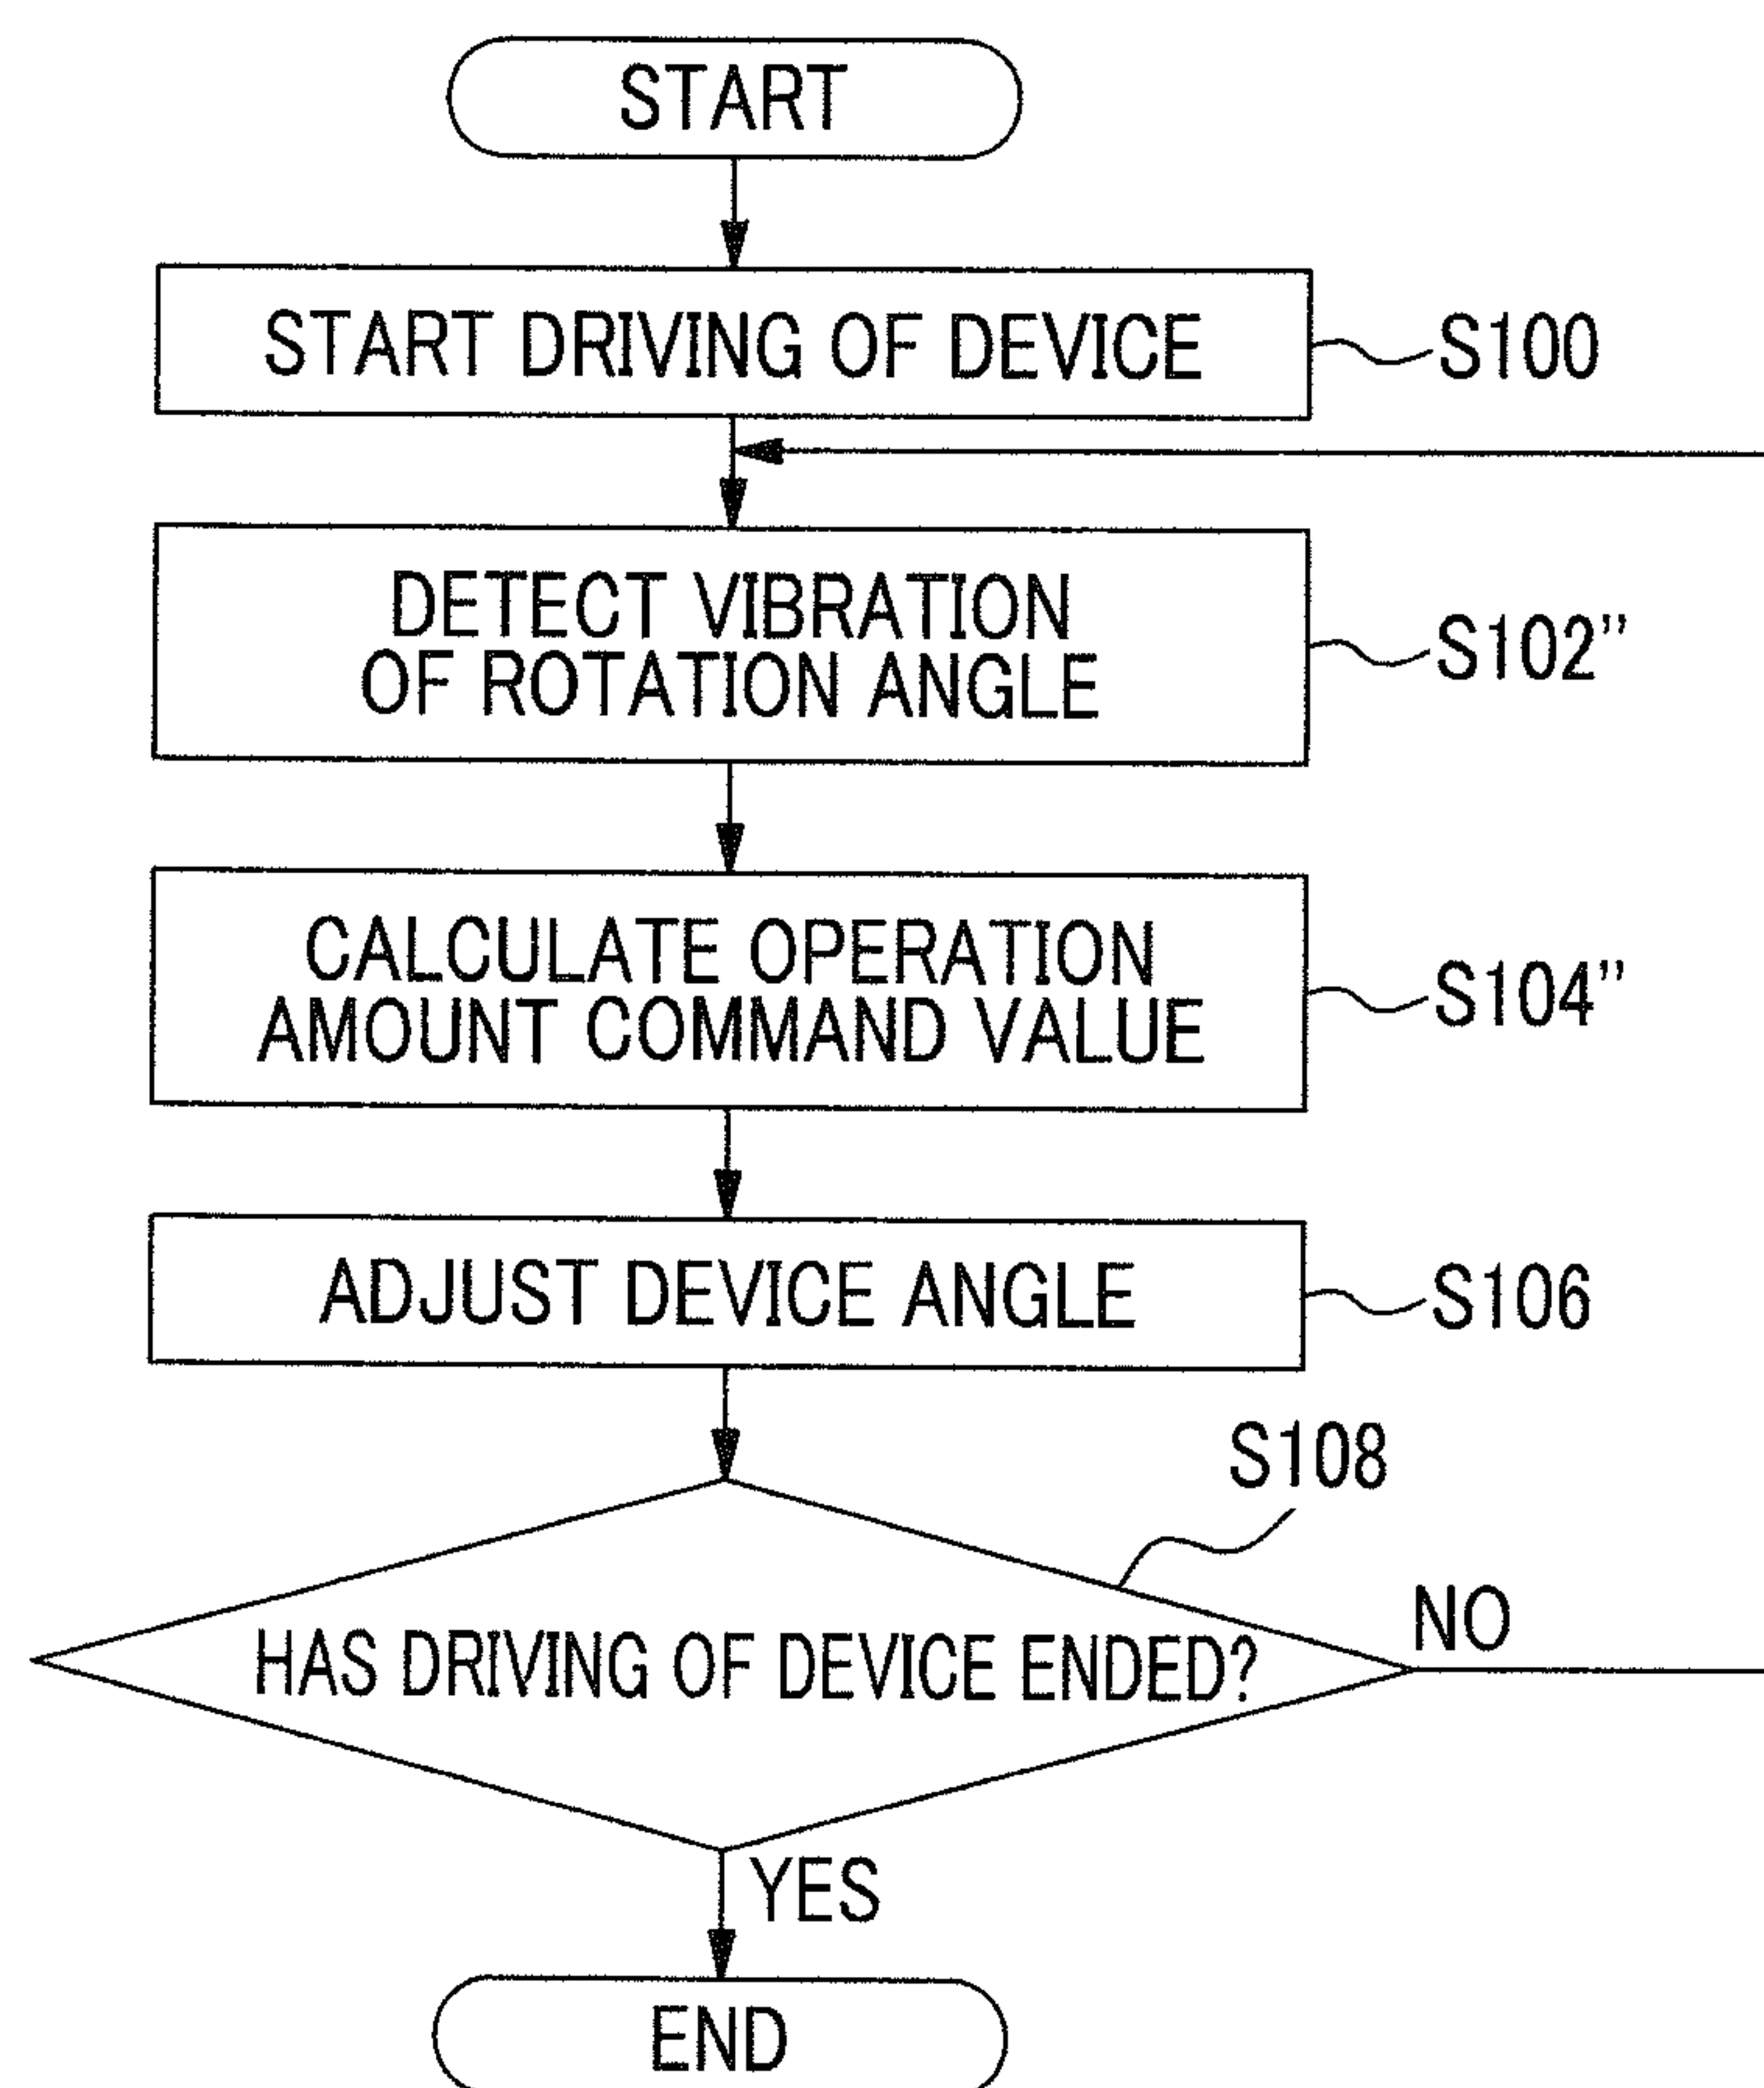 START
START DRIVING OF DEVICE
S100
DETECT VIBRATION
OF ROTATION ANGLE
S102"
CALCULATE OPERATION
AMOUNT COMMAND VALUE
S104"
ADJUST DEVICE ANGLE
S106
S108
HAS DRIVING OF DEVICE ENDED?
NO
YES
END